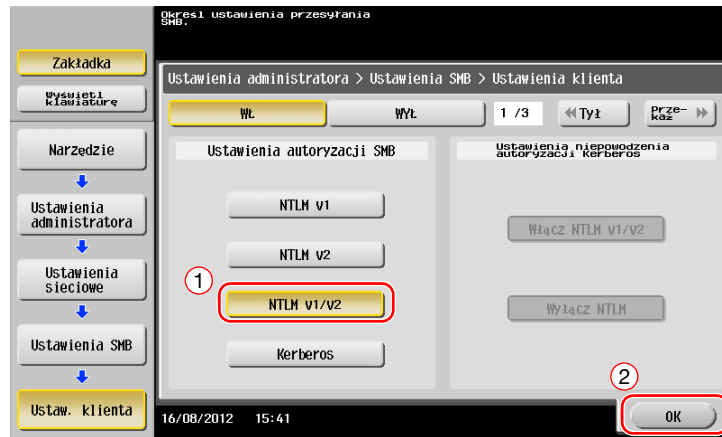 Określ ustawienia przesyłania
SMB.
Zakładka
Wyświetl
klawiaturę
Narzędzie
Ustawienia
administratora
Ustawienia
sieciowe
Ustawienia SMB
Ustaw. klienta
Ustawienia administratora > Ustawienia SMB > Ustawienia klienta
WŁ
WYŁ
1 /3
Tył
Prze-
każ
Ustawienia autoryzacji SMB
NTLM v1
NTLM v2
1
NTLM v1/v2
Kerberos
Ustawienia niepowodzenia
autoryzacji Kerberos
Włącz NTLM v1/v2
Wyłącz NTLM
2
OK
16/08/2012 15:41